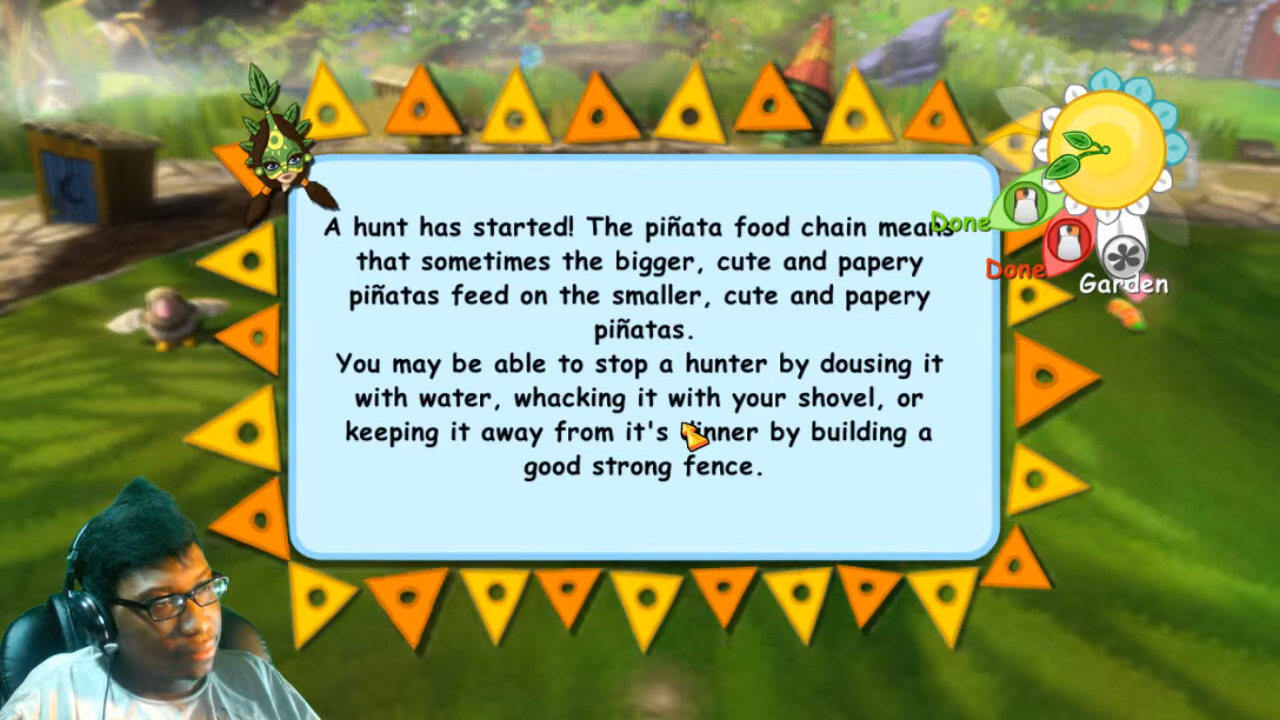 A hunt has started! The piñata food chain means
that sometimes the bigger, cute and papery
piñatas feed on the smaller, cute and papery
piñatas.
You may be able to stop a hunter by dousing it
with water, whacking it with your shovel, or
keeping it away from it's dinner by building a
good strong fence.
Done
Done
Garden